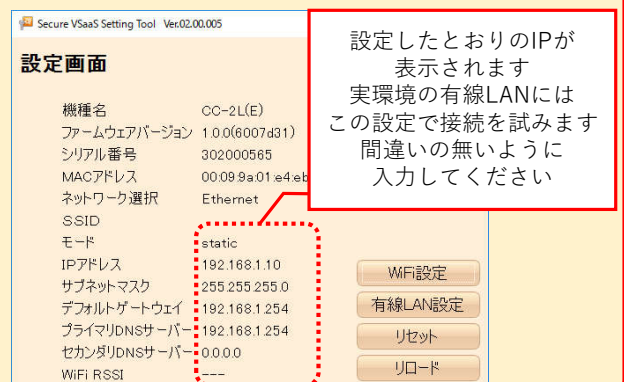 Secure VSaaS Setting Tool Ver.02.00.005
設定画面
設定したとおりのIPが
表示されます
実環境の有線LANには
この設定で接続を試みます
間違いの無いように
入力してください
機種名 CC-2L(E)
ファームウェアバージョン 1.0.0(6007d31)
シリアル番号 302000565
MACアドレス 00:09:9a:01:e4:eb
ネットワーク選択 Ethernet
SSID
モード static
IPアドレス 192.168.1.10
サブネットマスク 255.255.255.0
デフォルトゲートウェイ 192.168.1.254
プライマリDNSサーバー 192.168.1.254
セカンダリDNSサーバー 0.0.0.0
WiFi RSSI ---
WiFi設定
有線LAN設定
リセット
リロード